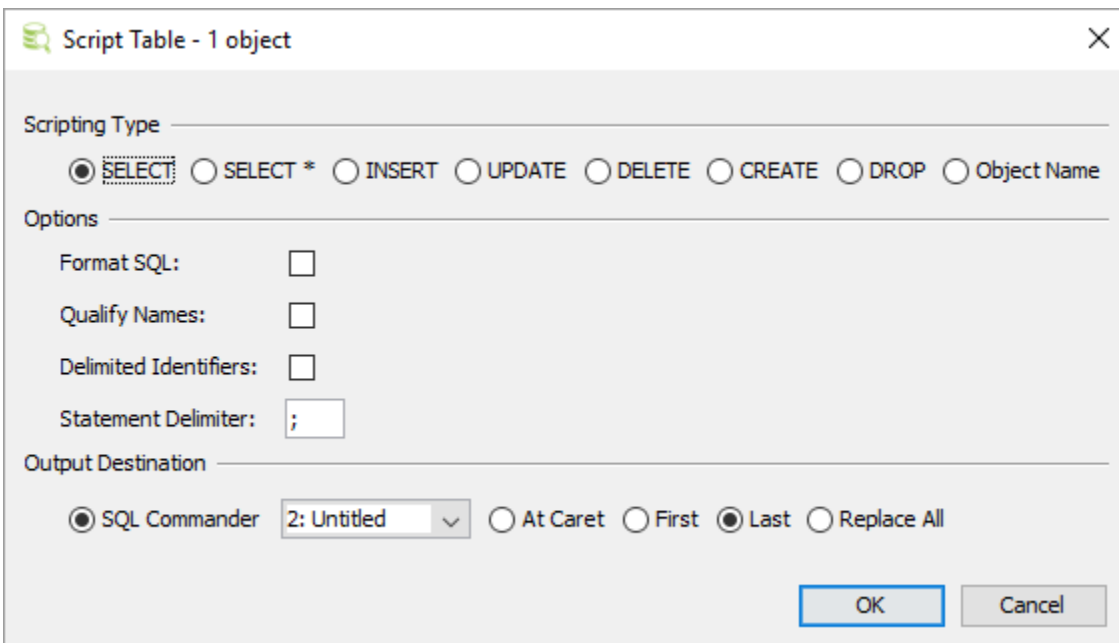 Script Table - 1 object
Scripting Type
SELECT SELECT * INSERT UPDATE DELETE CREATE DROP Object Name
Options
Format SQL:
Qualify Names:
Delimited Identifiers:
Statement Delimiter: ;
Output Destination
SQL Commander 2: Untitled At Caret First Last Replace All
OK Cancel